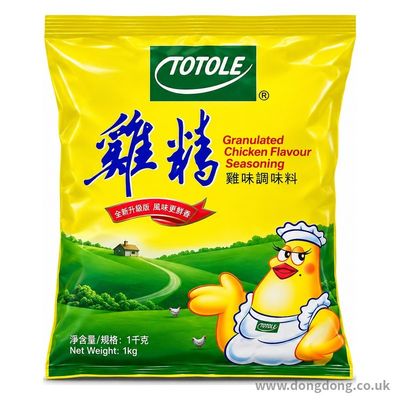 TOTOLE
®
雞精
Granulated
Chicken Flavour
Seasoning
雞味調味料
全新升級版 風味更鮮香
TOTOLE
淨含量/規格：1千克
Net Weight: 1kg
www.dongdong.co.uk